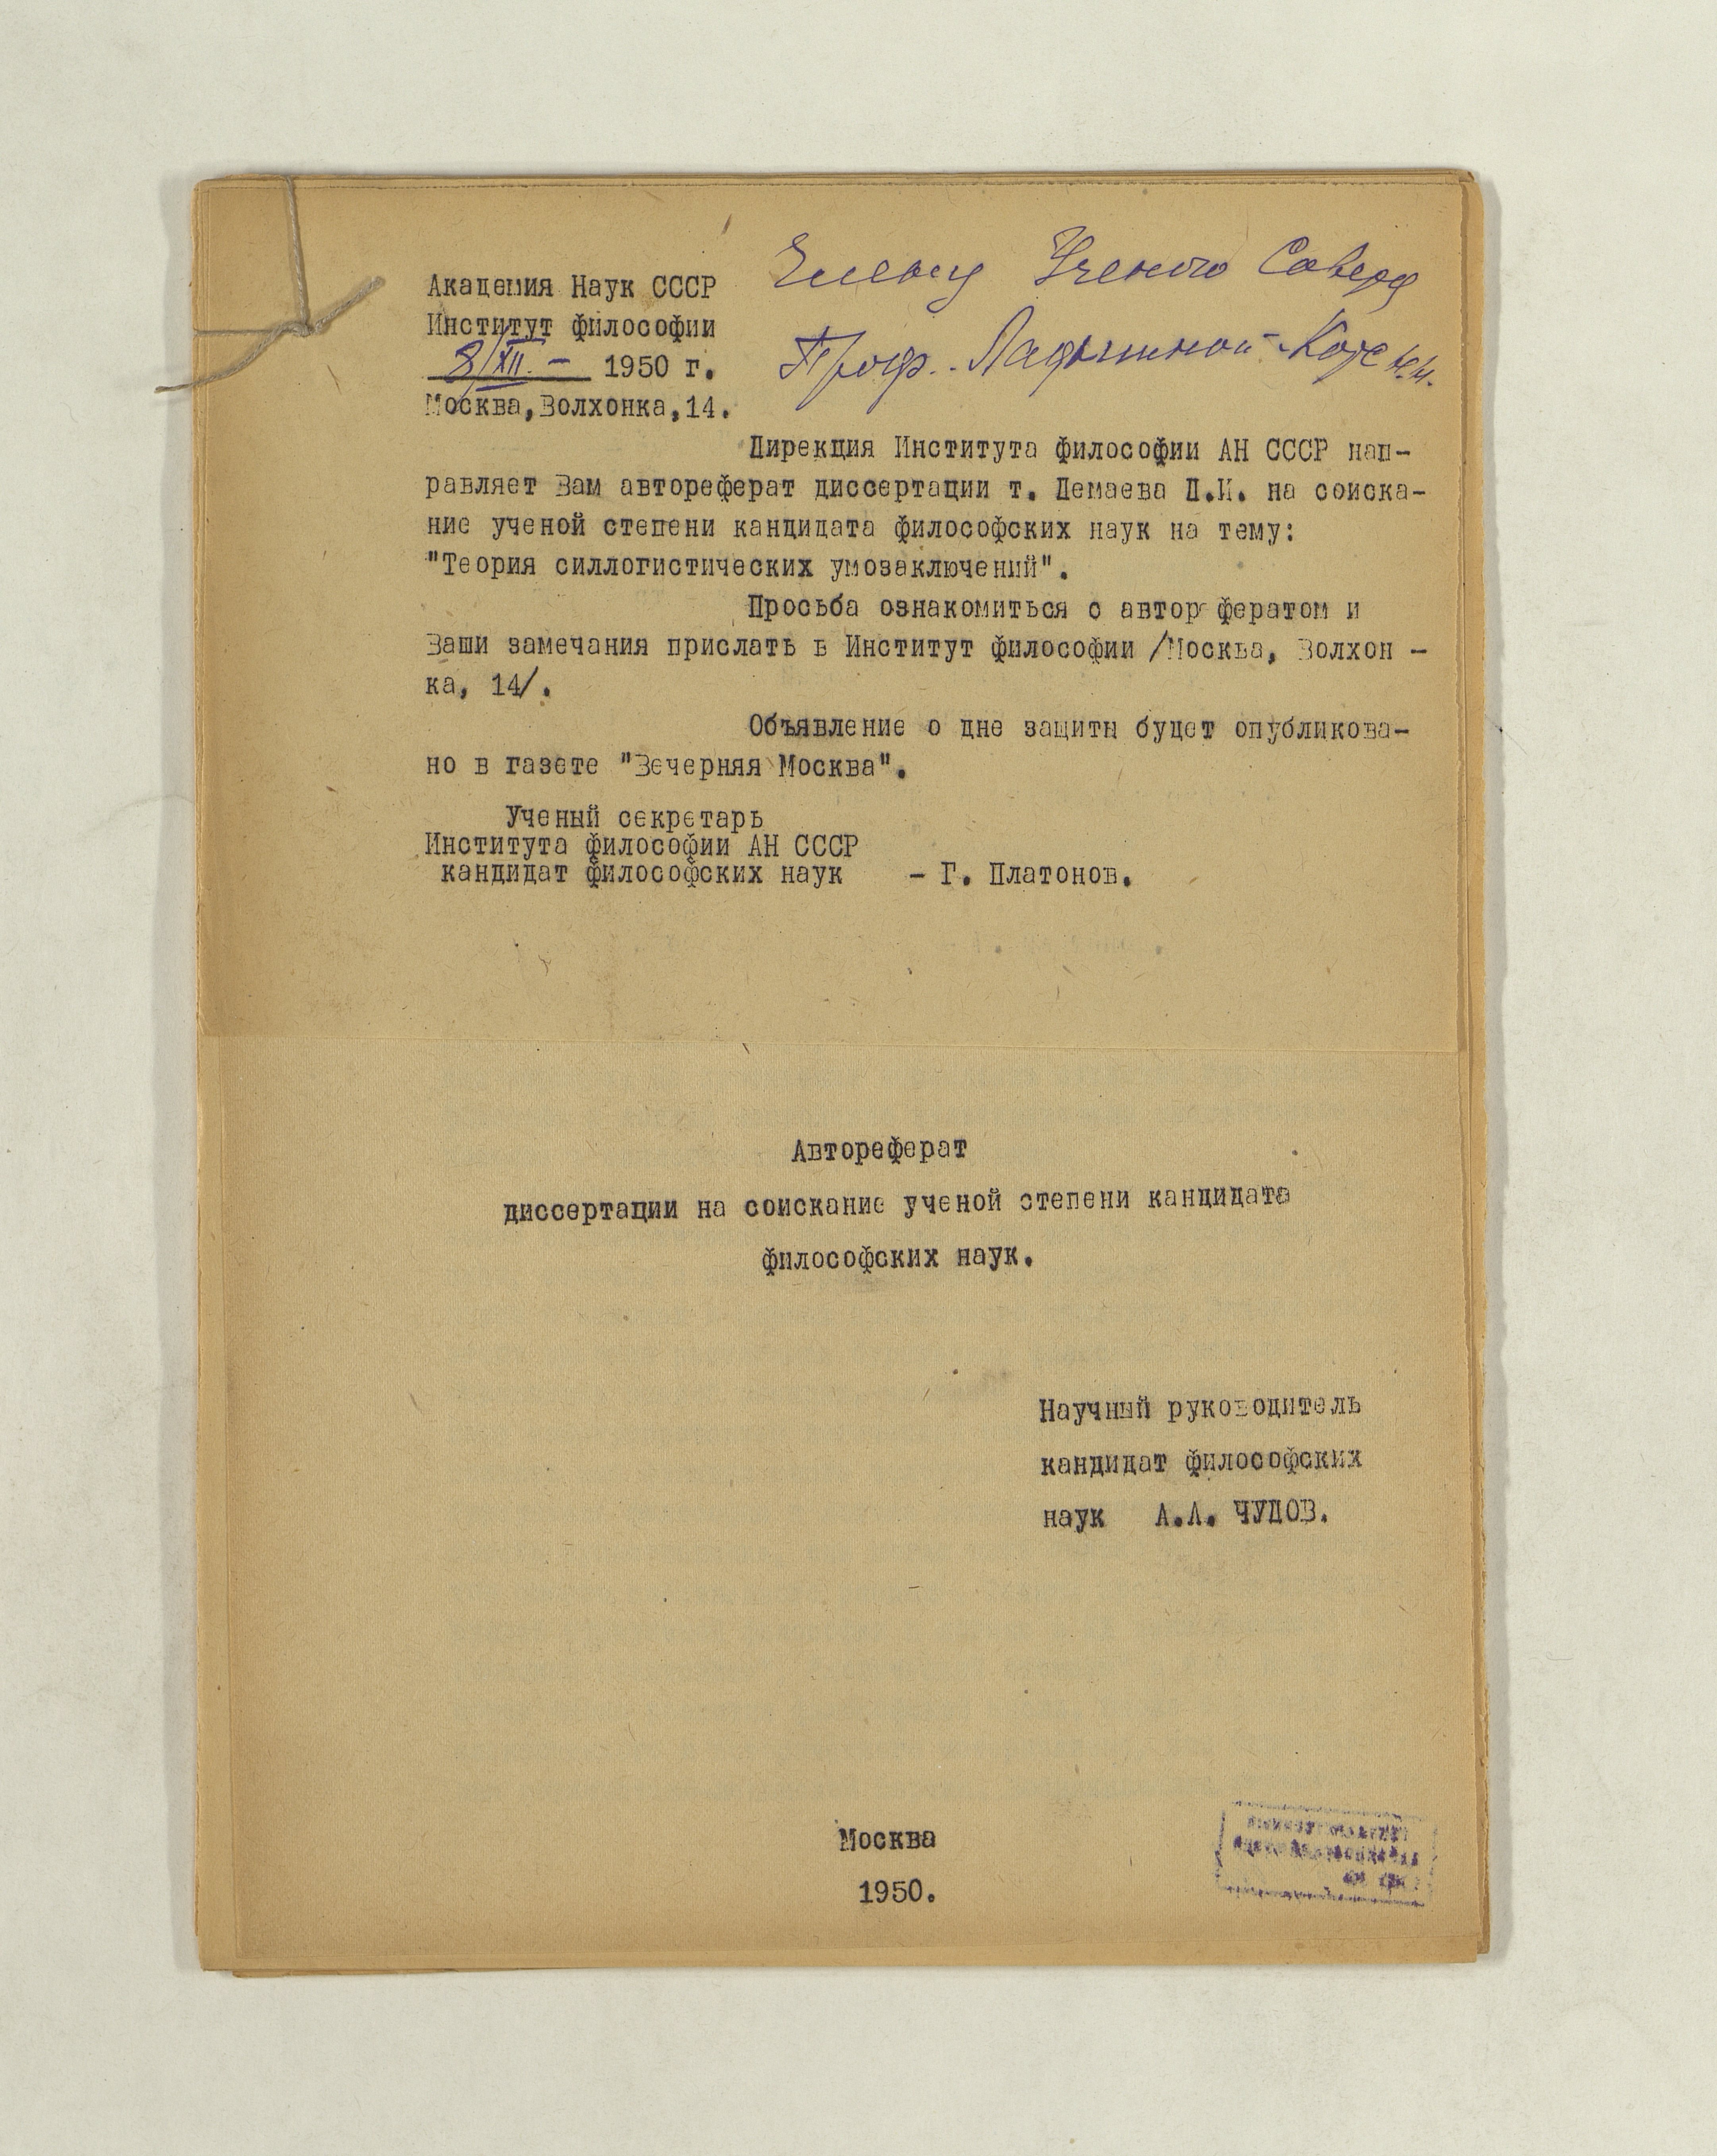 Академия Наук СССР
Члену Ученого Совета
Институт философии
Проф. Ладыгиной-Котс Н.Н.
8/XII. – 1950 г.
Москва,Волхонка,14.
Дирекция Института философии АН СССР нап-
равляет Вам автореферат диссертации т. Демаева П.И. на соиска-
ние ученой степени кандидата философских наук на тему:
"Теория силлогистических умозаключений".
Просьба ознакомиться с авторефератом и
Ваши замечания прислать в Институт философии /Москва, Волхон -
ка, 14/.
Объявление о дне защиты будет опубликова-
но в газете "Вечерняя Москва".
Ученый секретарь
Института философии АН СССР
кандидат философских наук - Г. Платонов.
Автореферат
диссертации на соискание ученой степени кандидата
философских наук.
Научный руководитель
кандидат философских
наук А.А. ЧУДОВ.
Москва
1950.